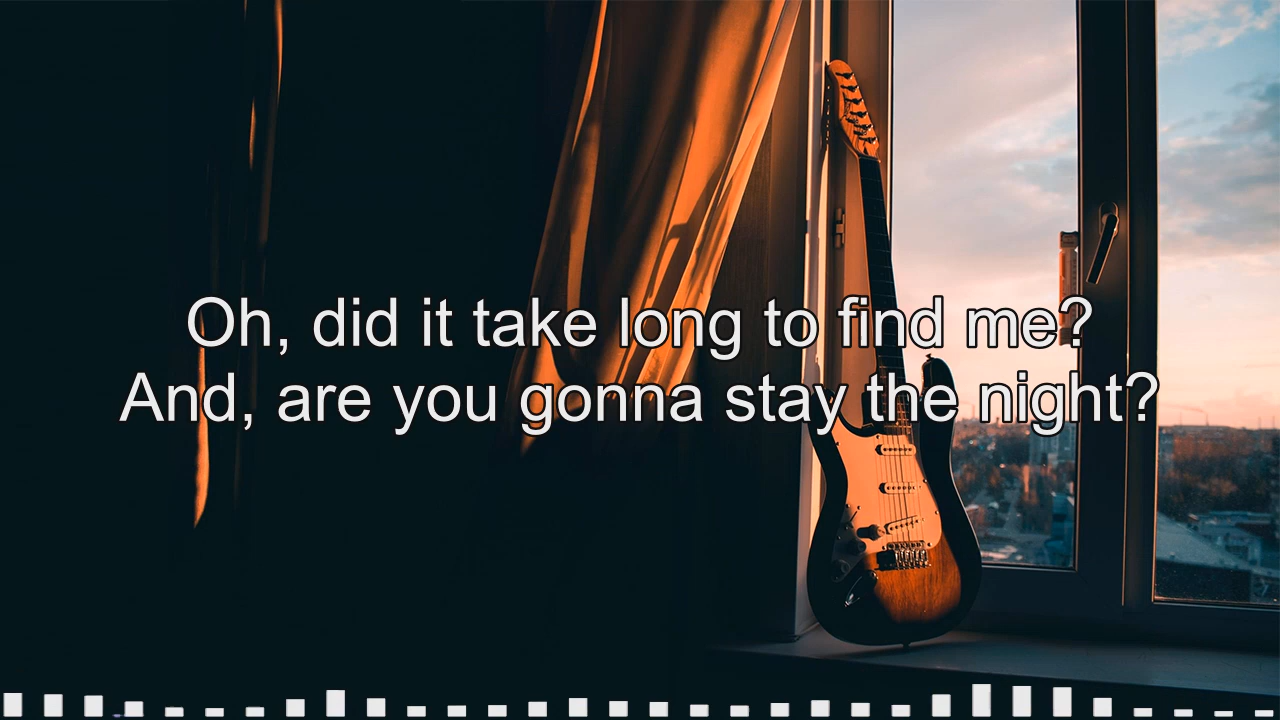 Oh, did it take long to find me?
And, are you gonna stay the night?